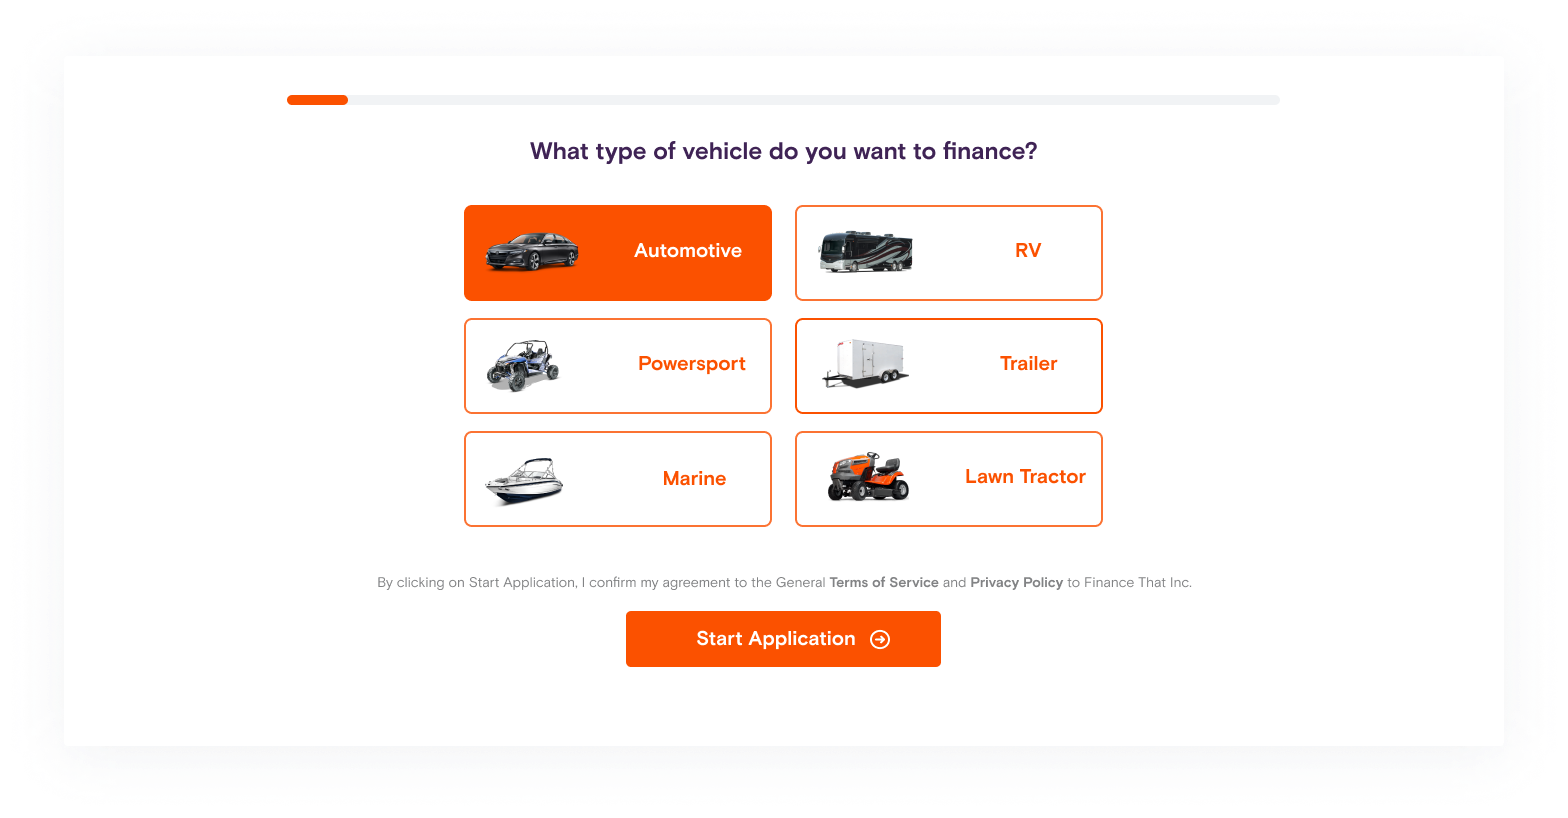 What type of vehicle do you want to finance?
Automotive
RV
Powersport
Trailer
Marine
Lawn Tractor
By clicking on Start Application, I confirm my agreement to the General Terms of Service and Privacy Policy to Finance That Inc.
Start Application